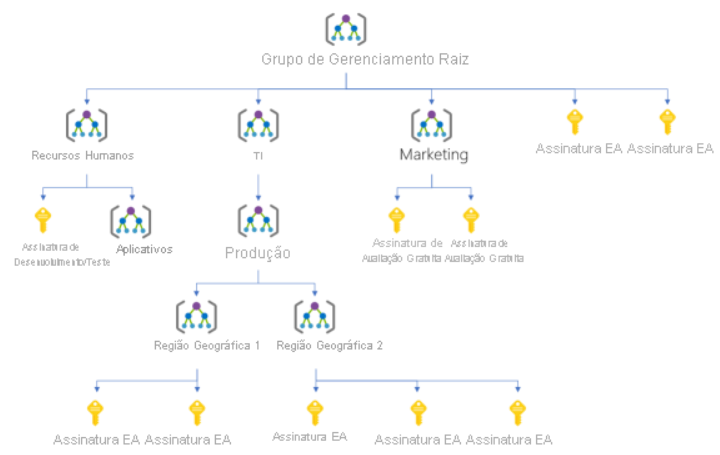 Grupo de Gerenciamento Raiz
Recursos Humanos
TI
Marketing
Assinatura EA
Assinatura EA
Assinatura de
Desenvolvimento/Teste
Aplicativos
Produção
Assinatura de
Avaliação Gratuita
Assinatura de
Avaliação Gratuita
Região Geográfica 1
Região Geográfica 2
Assinatura EA
Assinatura EA
Assinatura EA
Assinatura EA
Assinatura EA